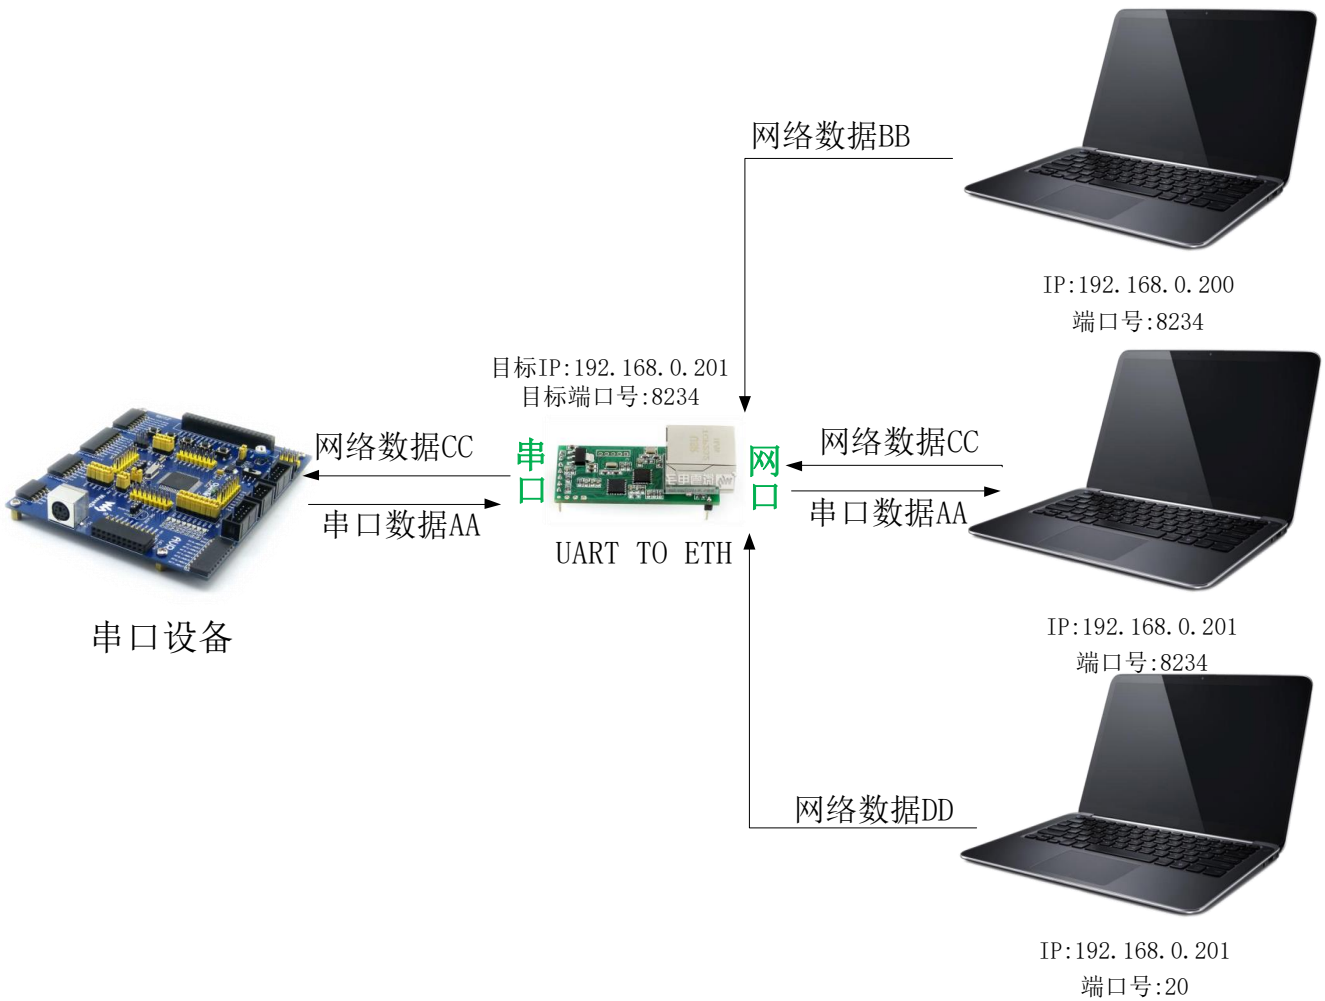 网络数据BB
IP:192.168.0.200
端口号:8234
目标IP:192.168.0.201
目标端口号:8234
网络数据CC
串口
网口
网络数据CC
串口数据AA
串口数据AA
UART TO ETH
串口设备
IP:192.168.0.201
端口号:8234
网络数据DD
IP:192.168.0.201
端口号:20